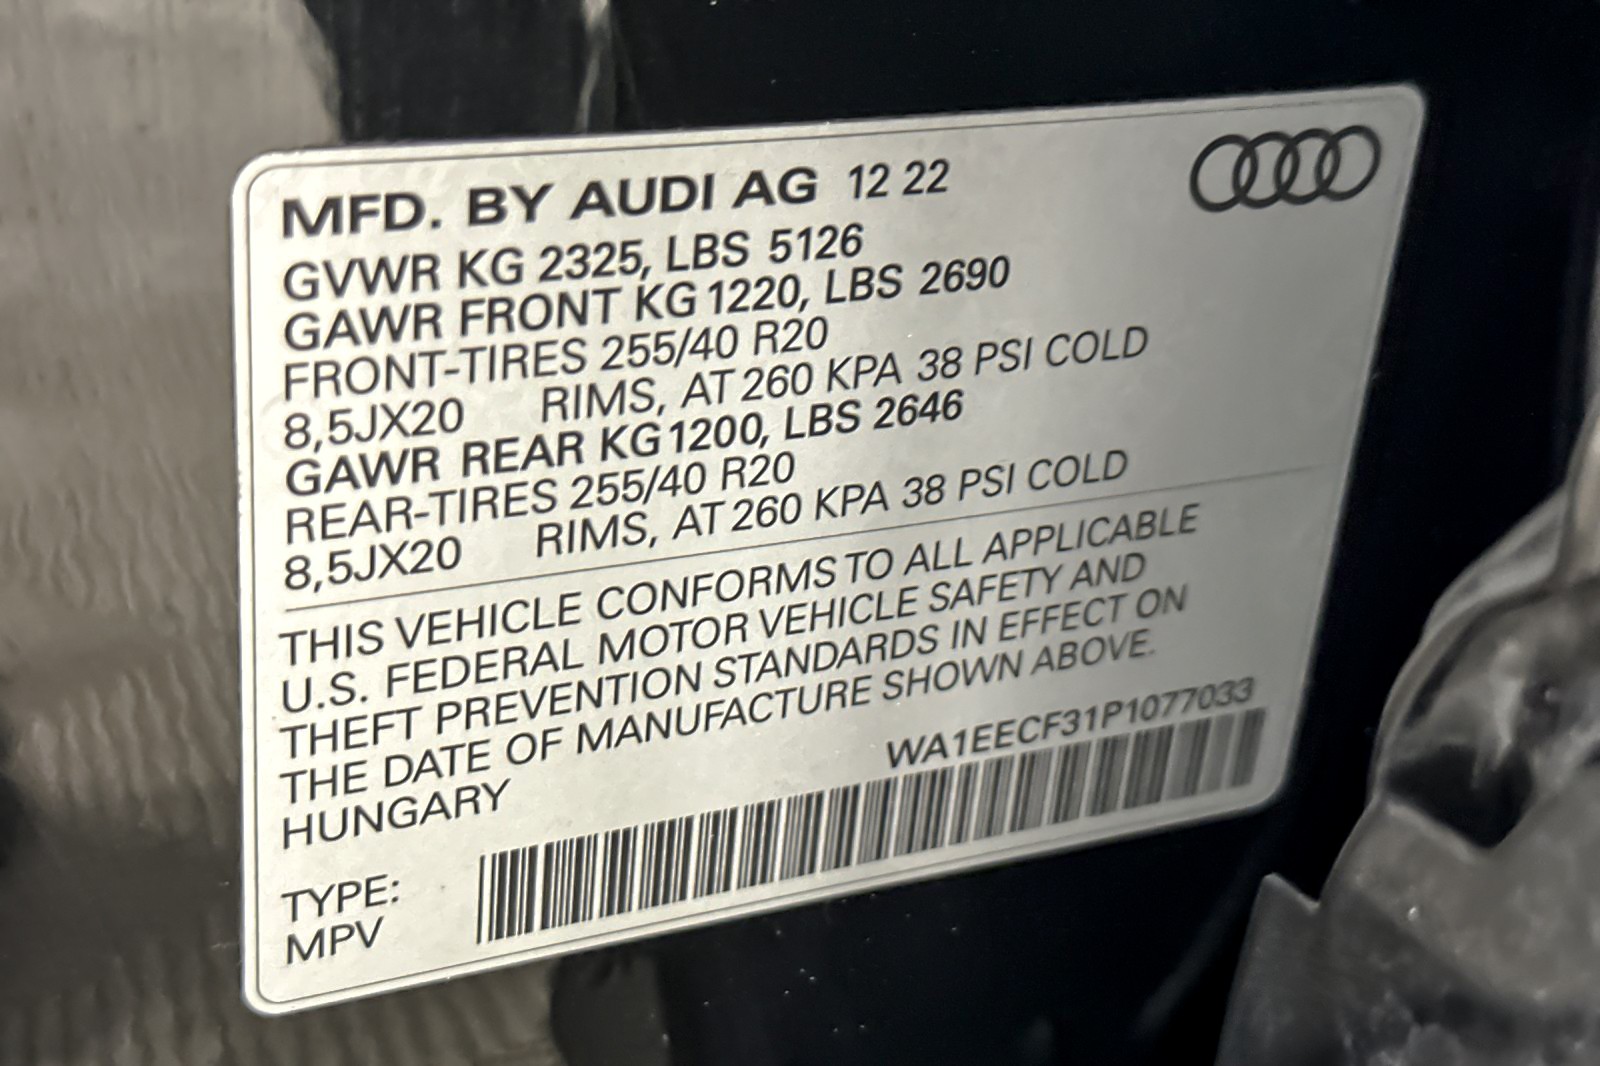 MFD. BY AUDI AG 12 22
GVWR KG 2325, LBS 5126
GAWR FRONT KG 1220, LBS 2690
FRONT-TIRES 255/40 R20
8,5JX20 RIMS, AT 260 KPA 38 PSI COLD
GAWR REAR KG 1200, LBS 2646
REAR-TIRES 255/40 R20
8,5JX20 RIMS, AT 260 KPA 38 PSI COLD
THIS VEHICLE CONFORMS TO ALL APPLICABLE
U.S. FEDERAL MOTOR VEHICLE SAFETY AND
THEFT PREVENTION STANDARDS IN EFFECT ON
THE DATE OF MANUFACTURE SHOWN ABOVE.
HUNGARY
WA1EECF31P1077033
TYPE:
MPV